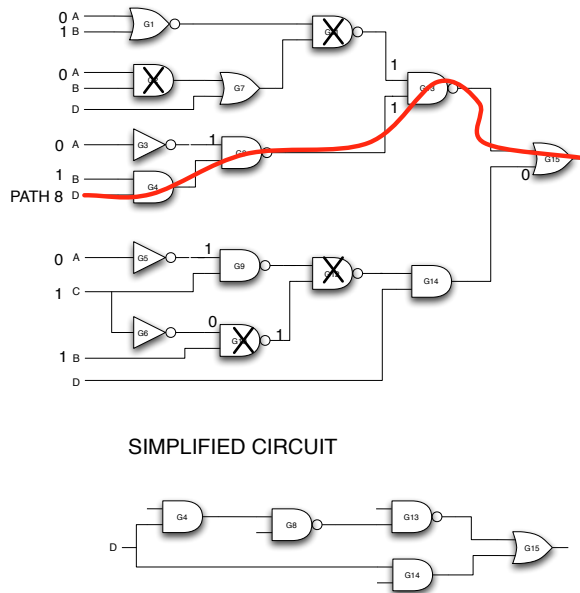 0 A
G1
1 B
0 A
B
G7
D
1
1
0 A
G3
1
1 B
G4
PATH 8 D
G15
0
0 A
G5
1
G9
1 C
G14
G6
0
1
1 B
D
SIMPLIFIED CIRCUIT
G4
G8
G13
D
G15
G14